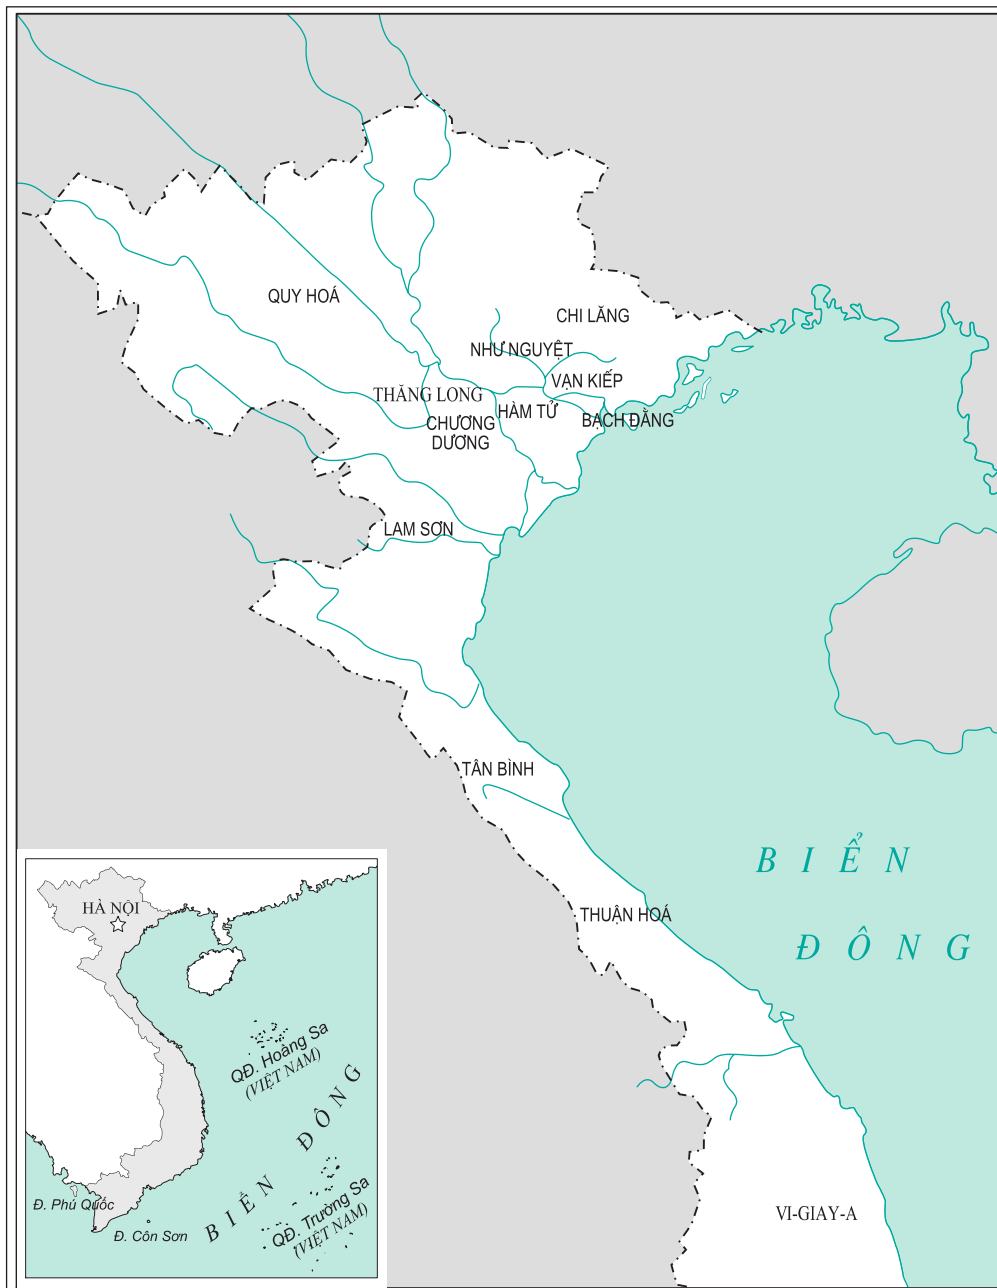 QUY HOÁ
CHI LĂNG
NHƯ NGUYỆT
VẠN KIẾP
THĂNG LONG
HÀM TỬ
CHƯƠNG
DƯƠNG
BẠCH ĐẰNG
LAM SƠN
TÂN BÌNH
BIỂN
ĐÔNG
THUẬN HOÁ
VI-GIAY-A
HÀ NỘI
QĐ. Hoàng Sa
(VIỆT NAM)
BIỂN ĐÔNG
QĐ. Trường Sa
(VIỆT NAM)
Đ. Phú Quốc
Đ. Côn Sơn